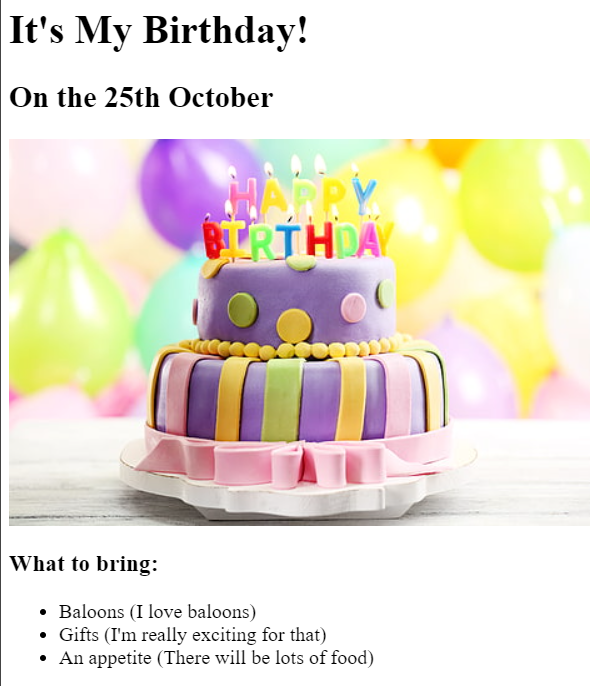 It's My Birthday!
On the 25th October
HAPPY
BIRTHDAY
What to bring:
Baloons (I love baloons)
Gifts (I'm really exciting for that)
An appetite (There will be lots of food)